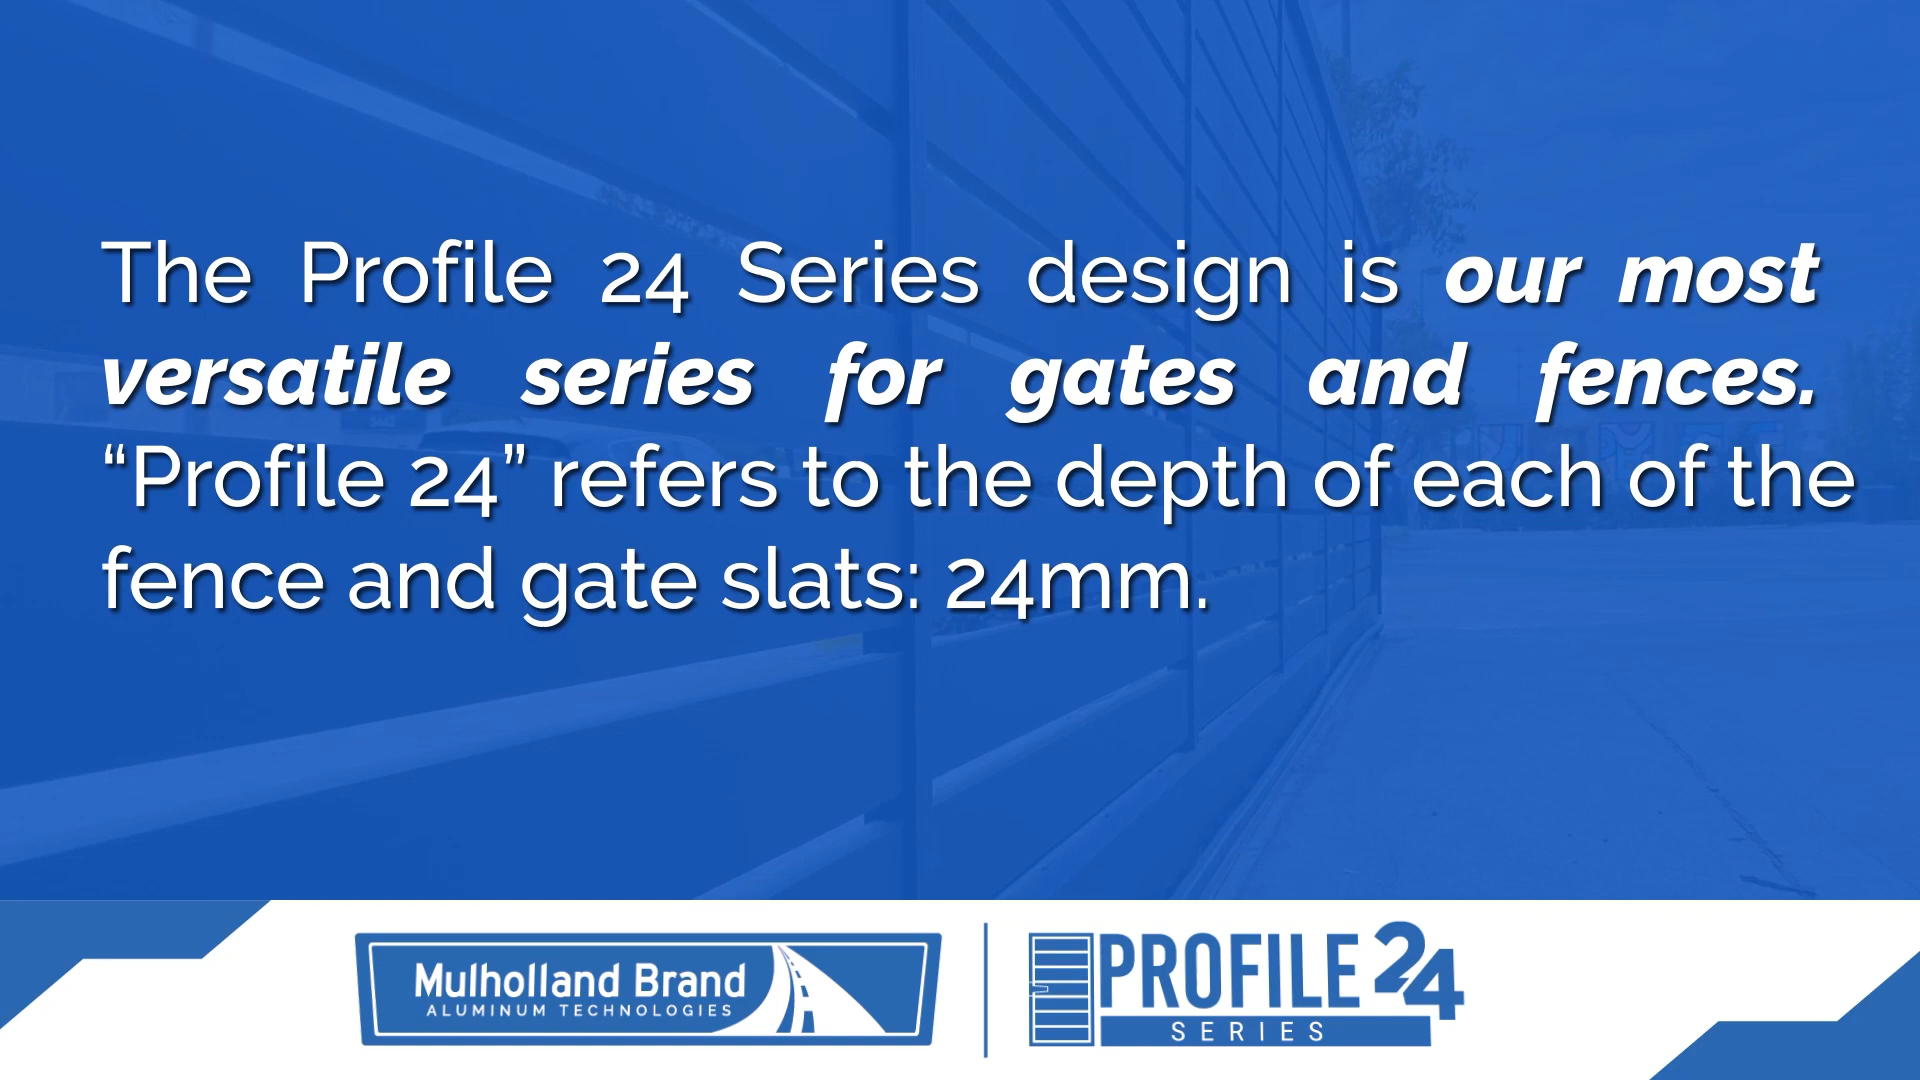 The Profile 24 Series design is our most
versatile series for gates and fences.
“Profile 24” refers to the depth of each of the
fence and gate slats: 24mm.
Mulholland Brand
ALUMINUM TECHNOLOGIES
PROFILE 24
SERIES